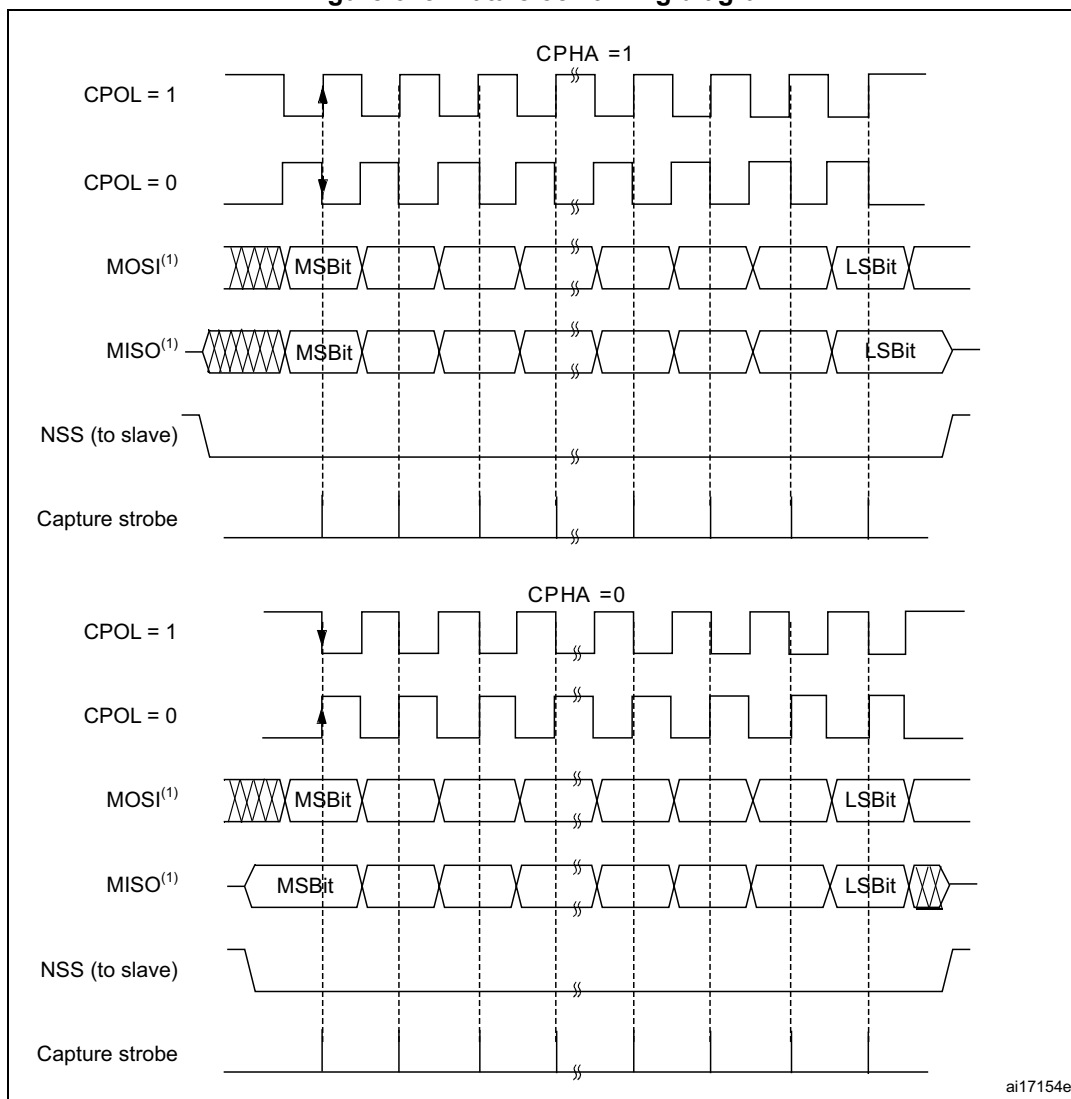 CPHA =1
CPOL = 1
CPOL = 0
MOSI(1)
MSBit
LSBit
MISO(1)
MSBit
LSBit
NSS (to slave)
Capture strobe
CPHA =0
CPOL = 1
CPOL = 0
MOSI(1)
MSBit
LSBit
MISO(1)
MSBit
LSBit
NSS (to slave)
Capture strobe
ai17154e